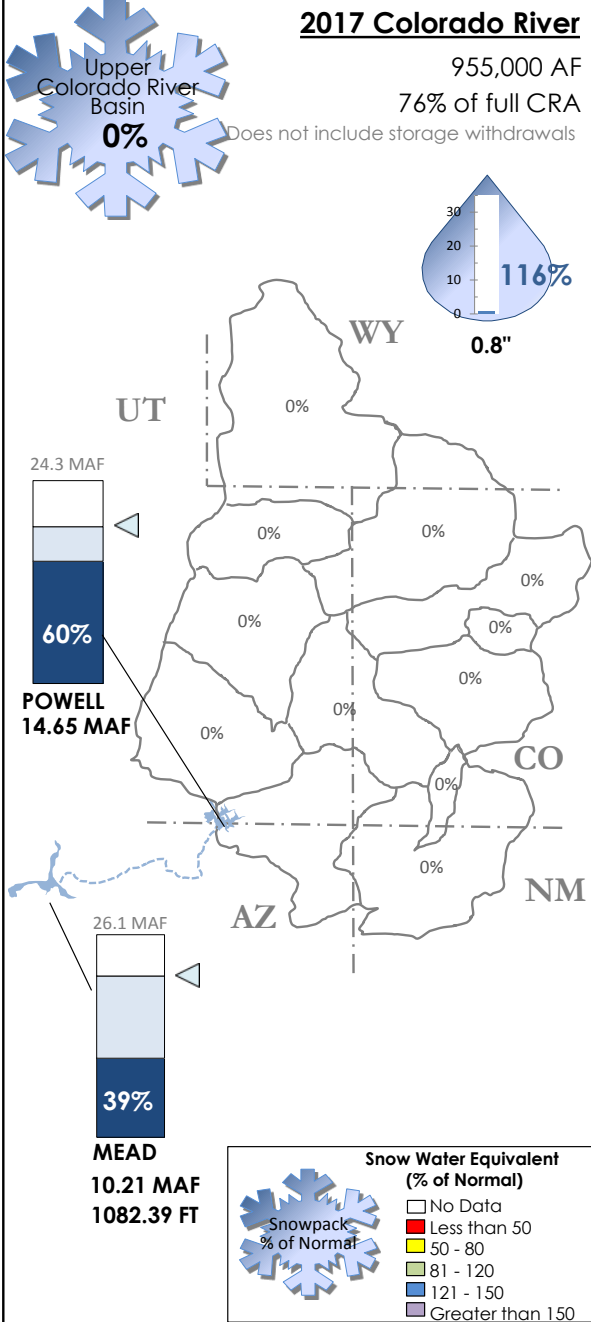 2017 Colorado River
955,000 AF
76% of full CRA
Does not include storage withdrawals
Upper
Colorado River
Basin
0%
30
20
10
0
116%
0.8"
WY
UT
0%
0%
0%
0%
0%
0%
0%
0%
0%
CO
0%
0%
NM
AZ
24.3 MAF
60%
POWELL
14.65 MAF
26.1 MAF
39%
MEAD
10.21 MAF
1082.39 FT
Snow Water Equivalent
(% of Normal)
Snowpack
% of Normal
No Data
Less than 50
50 - 80
81 - 120
121 - 150
Greater than 150